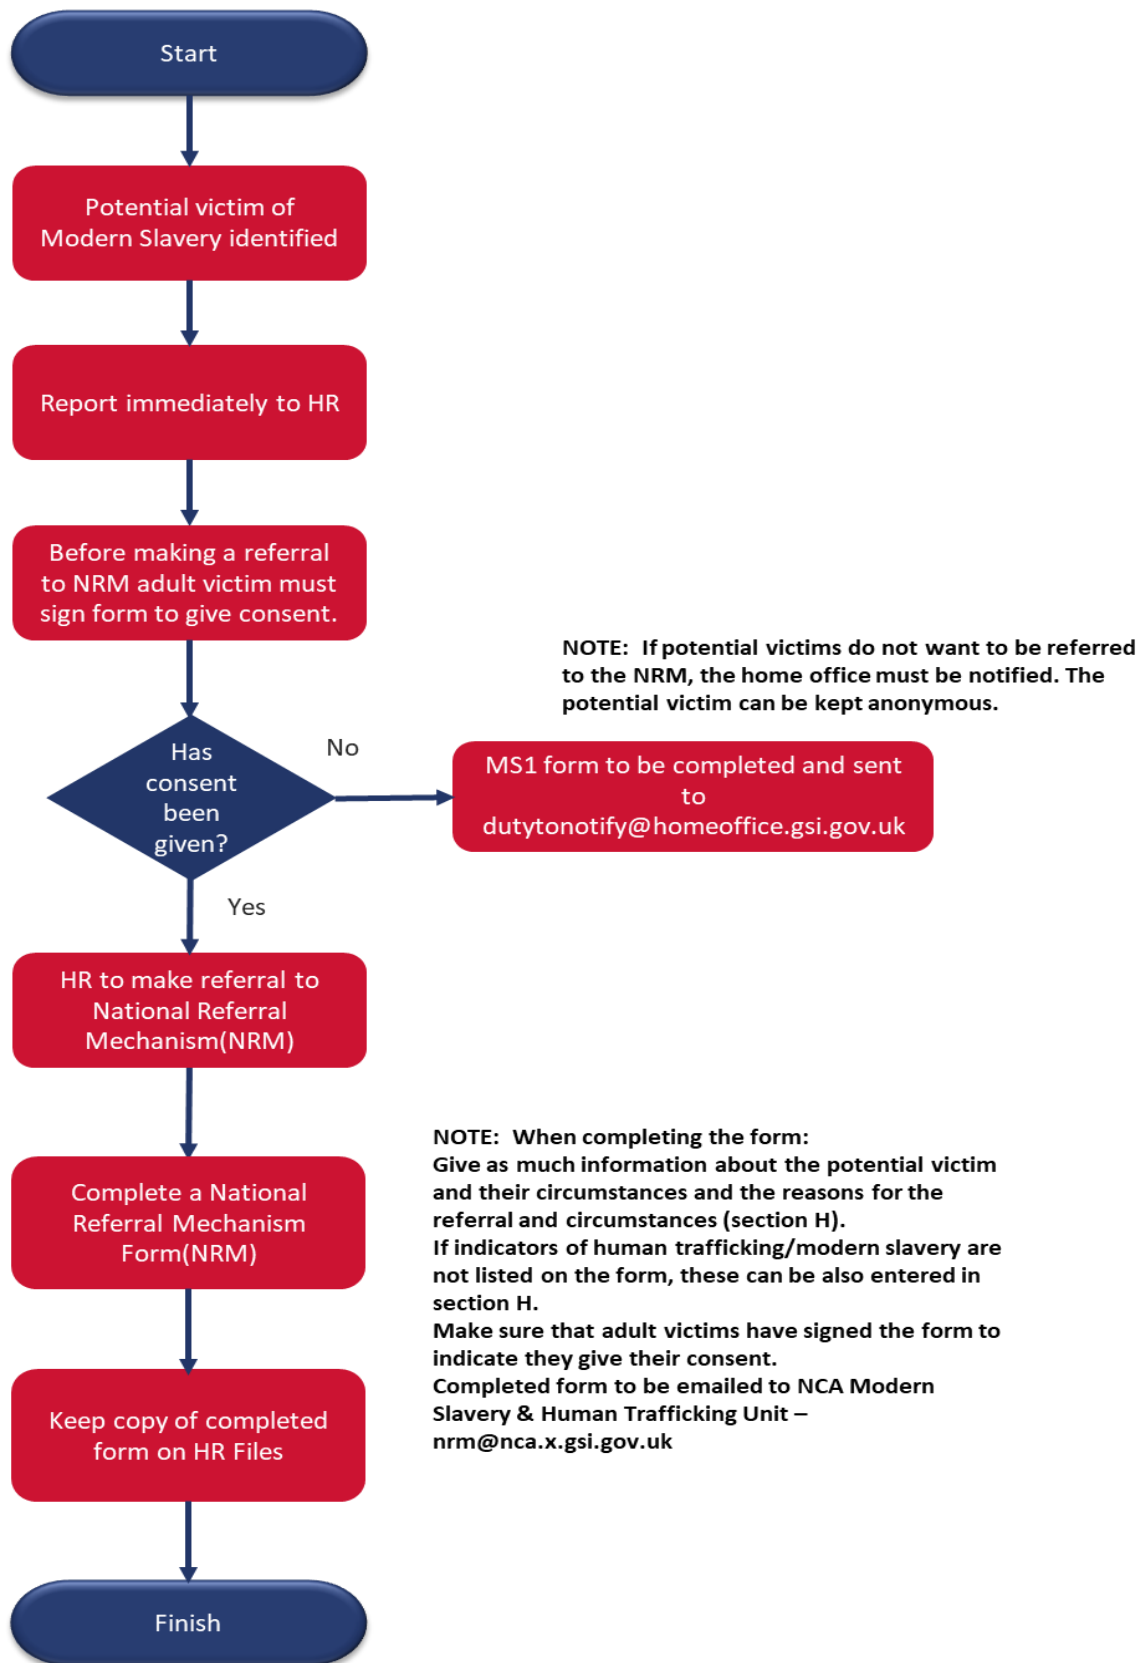 Start
Potential victim of
Modern Slavery identified
Report immediately to HR
Before making a referral
to NRM adult victim must
sign form to give consent.
NOTE: If potential victims do not want to be referred
to the NRM, the home office must be notified. The
potential victim can be kept anonymous.
Has
consent
been
given?
No
MS1 form to be completed and sent
to
dutytonotify@homeoffice.gsi.gov.uk
Yes
HR to make referral to
National Referral
Mechanism(NRM)
Complete a National
Referral Mechanism
Form(NRM)
NOTE: When completing the form:
Give as much information about the potential victim
and their circumstances and the reasons for the
referral and circumstances (section H).
If indicators of human trafficking/modern slavery are
not listed on the form, these can be also entered in
section H.
Make sure that adult victims have signed the form to
indicate they give their consent.
Completed form to be emailed to NCA Modern
Slavery & Human Trafficking Unit –
nrm@nca.x.gsi.gov.uk
Keep copy of completed
form on HR Files
Finish